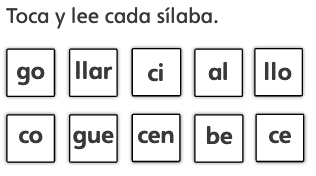 Toca y lee cada sílaba.
go llar ci al llo
co gue cen be ce